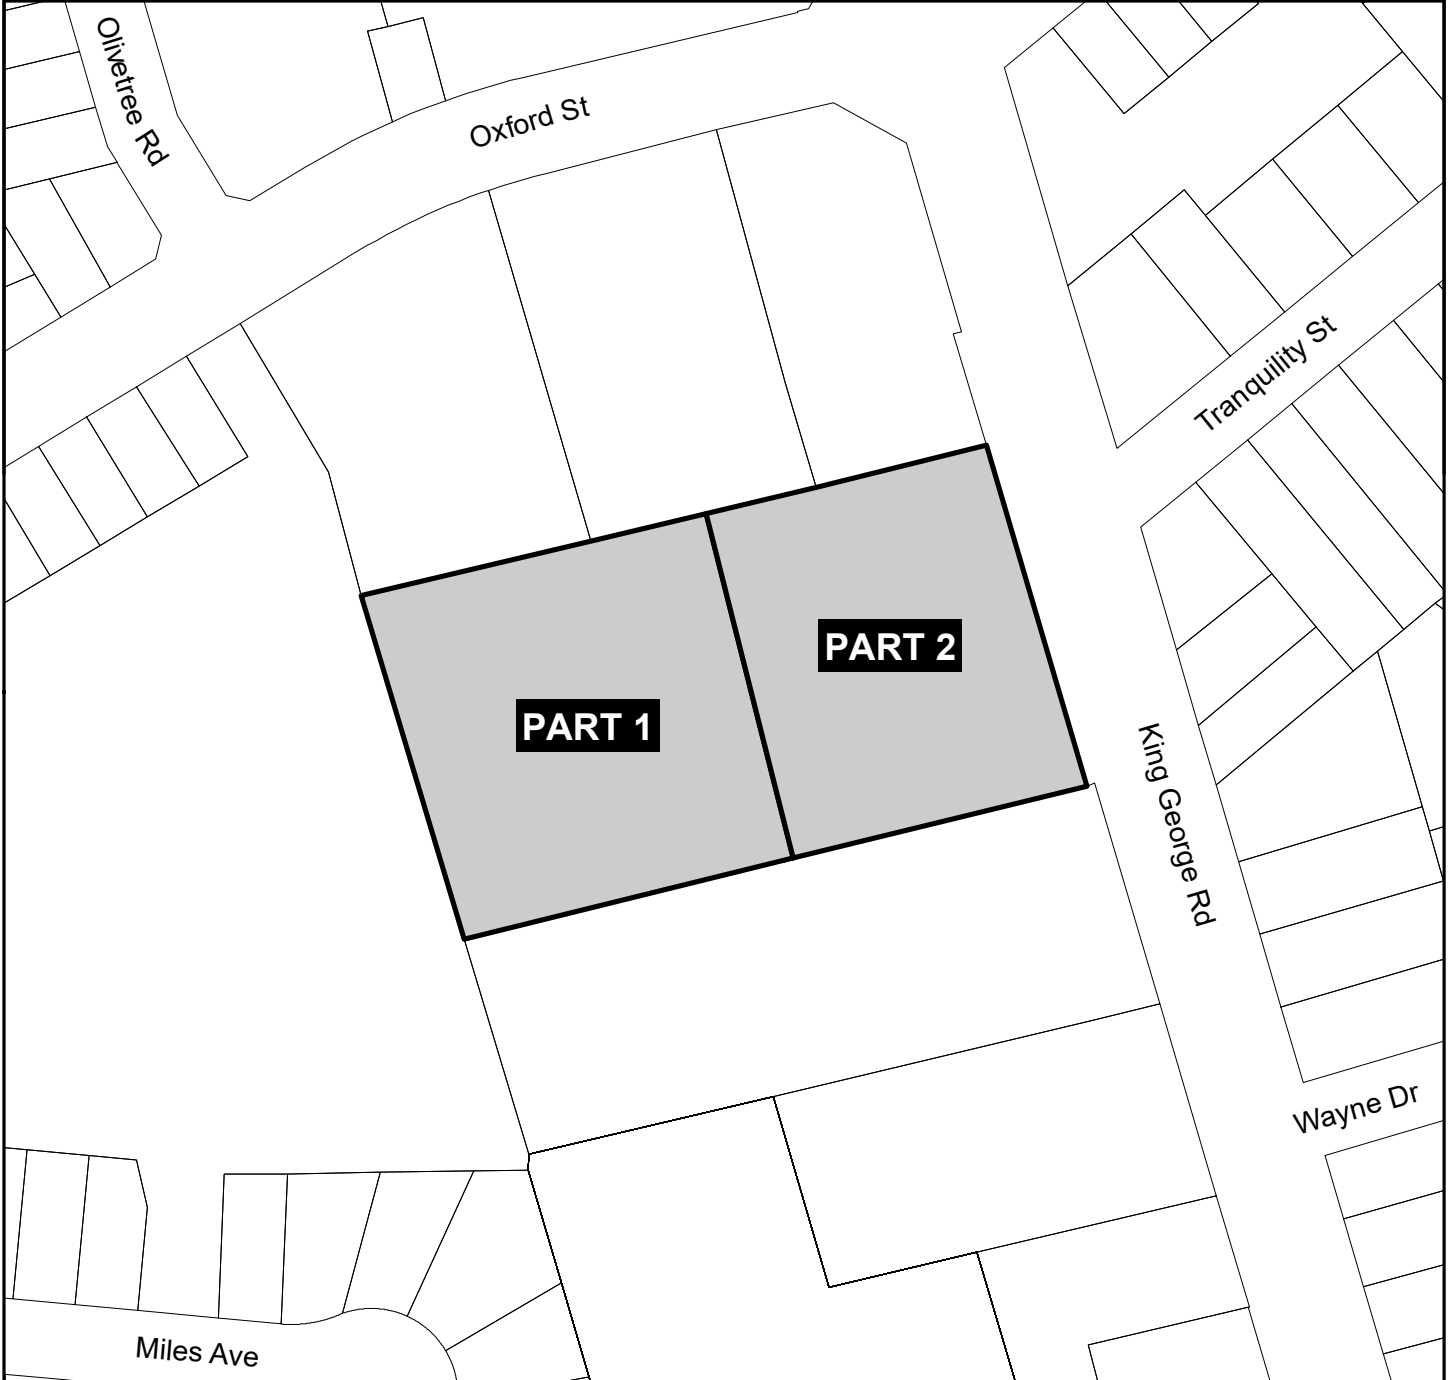 Olivetree Rd
Oxford St
Tranquility St
PART 2
PART 1
King George Rd
Wayne Dr
Miles Ave